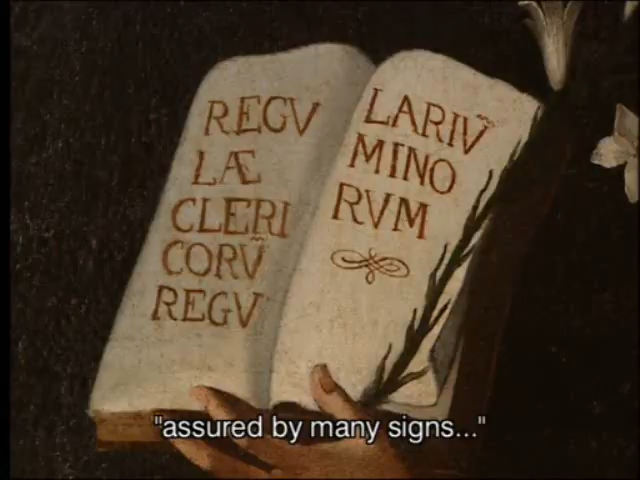 REGV
LÆ
CLERI
CORV̄
REGV
LARIV̄
MINO
RVM
"assured by many signs..."